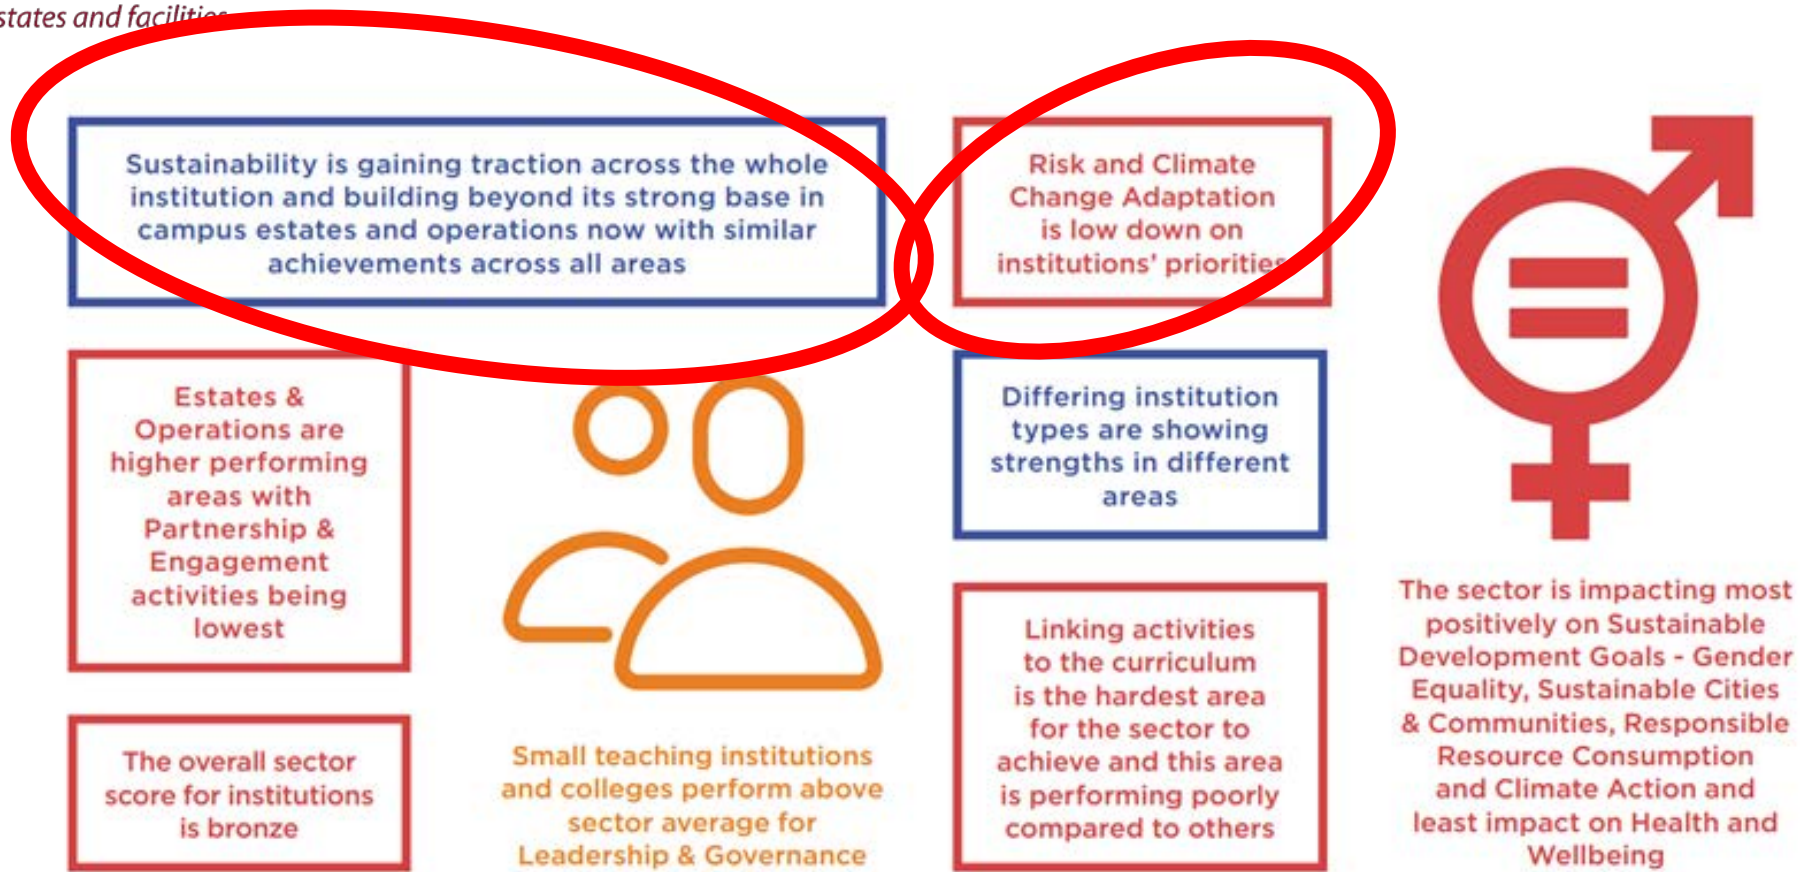 states and facilities
Sustainability is gaining traction across the whole
institution and building beyond its strong base in
campus estates and operations now with similar
achievements across all areas
Risk and Climate
Change Adaptation
is low down on
institutions' priorities
Estates &
Operations are
higher performing
areas with
Partnership &
Engagement
activities being
lowest
Differing institution
types are showing
strengths in different
areas
The overall sector
score for institutions
is bronze
Small teaching institutions
and colleges perform above
sector average for
Leadership & Governance
Linking activities
to the curriculum
is the hardest area
for the sector to
achieve and this area
is performing poorly
compared to others
The sector is impacting most
positively on Sustainable
Development Goals - Gender
Equality, Sustainable Cities
& Communities, Responsible
Resource Consumption
and Climate Action and
least impact on Health and
Wellbeing